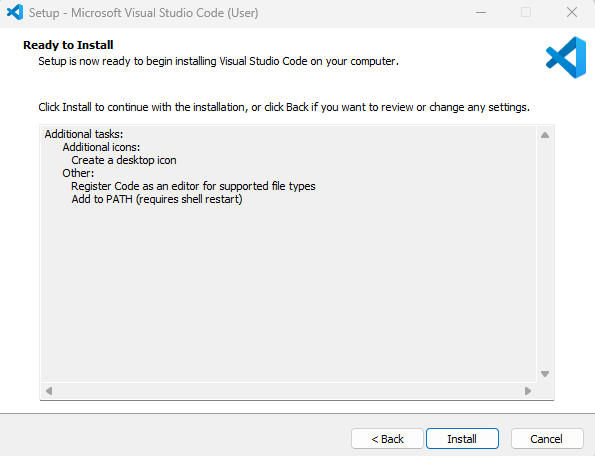 Setup - Microsoft Visual Studio Code (User)
Ready to Install
Setup is now ready to begin installing Visual Studio Code on your computer.
Click Install to continue with the installation, or click Back if you want to review or change any settings.
Additional tasks:
Additional icons:
Create a desktop icon
Other:
Register Code as an editor for supported file types
Add to PATH (requires shell restart)
< Back
Install
Cancel